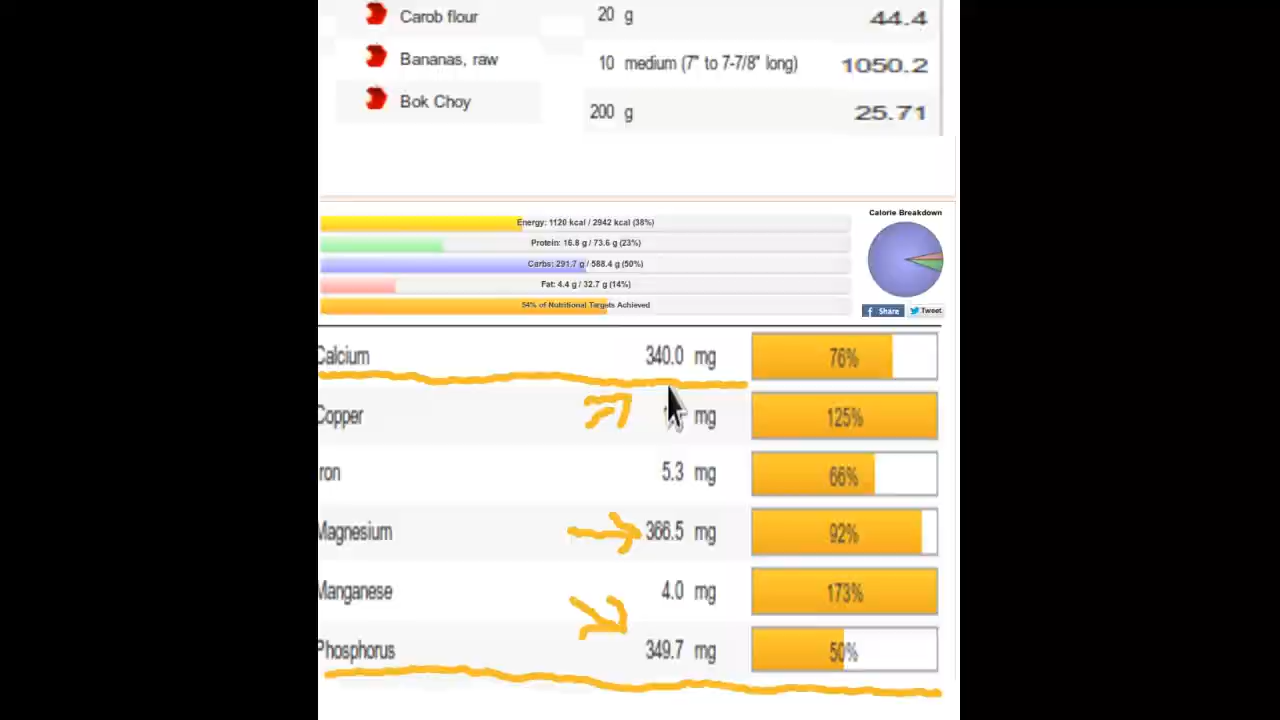 Carob flour 20 g 44.4
Bananas, raw 10 medium (7" to 7-7/8" long) 1050.2
Bok Choy 200 g 25.71
Energy: 1120 kcal / 2942 kcal (38%)
Protein: 16.8 g / 73.6 g (23%)
Carbs: 291.7 g / 588.4 g (50%)
Fat: 4.4 g / 32.7 g (14%)
54% of Nutritional Targets Achieved
Calorie Breakdown
f Share Tweet
Calcium 340.0 mg 76%
Copper mg 125%
Iron 5.3 mg 66%
Magnesium 366.5 mg 92%
Manganese 4.0 mg 173%
Phosphorus 349.7 mg 50%